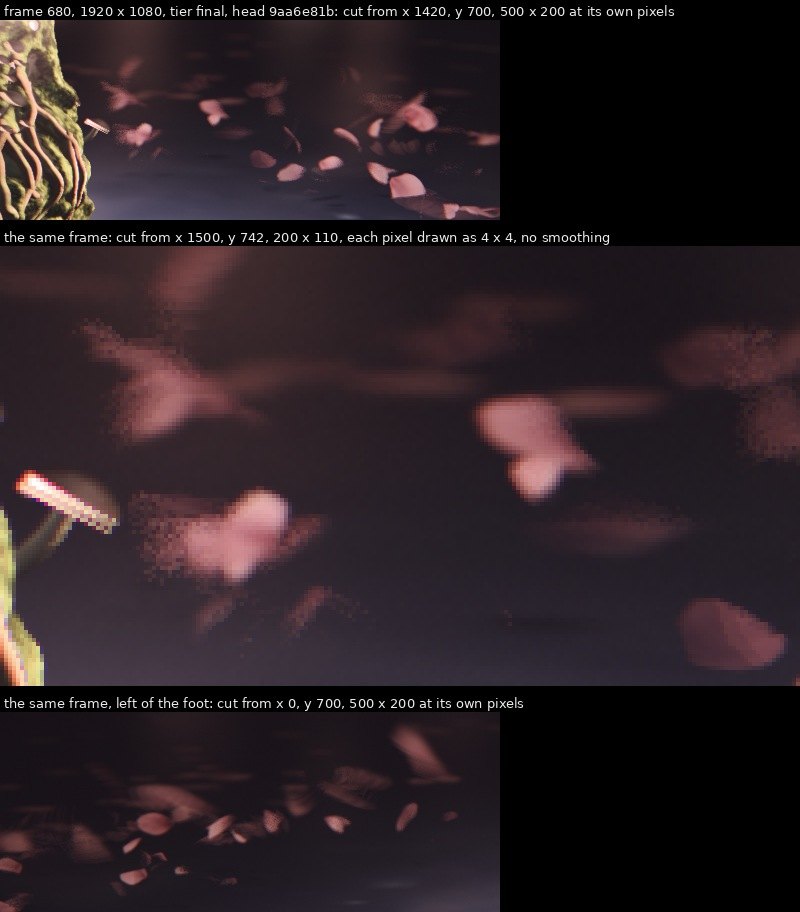 frame 680, 1920 x 1080, tier final, head 9aa6e81b: cut from x 1420, y 700, 500 x 200 at its own pixels
the same frame: cut from x 1500, y 742, 200 x 110, each pixel drawn as 4 x 4, no smoothing
the same frame, left of the foot: cut from x 0, y 700, 500 x 200 at its own pixels